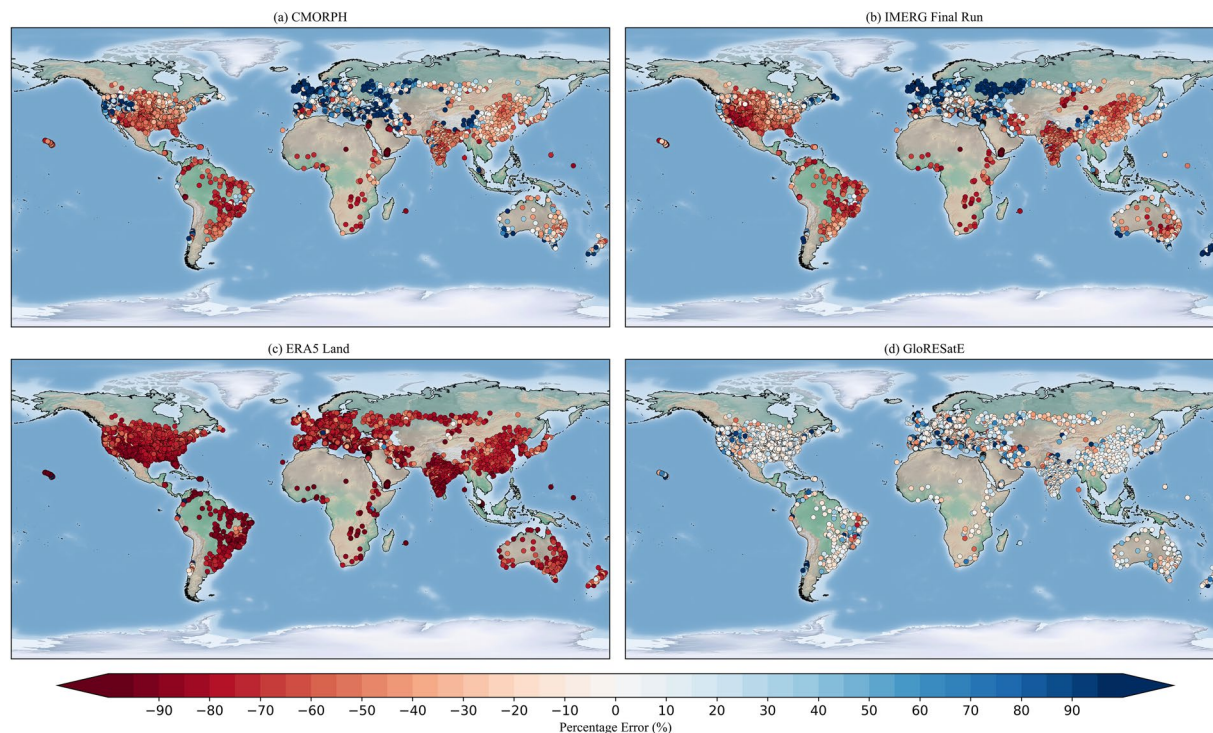 (a) CMORPH
(b) IMERG Final Run
(c) ERA5 Land
(d) GloRESatE
−90 −80 −70 −60 −50 −40 −30 −20 −10 0 10 20 30 40 50 60 70 80 90
Percentage Error (%)